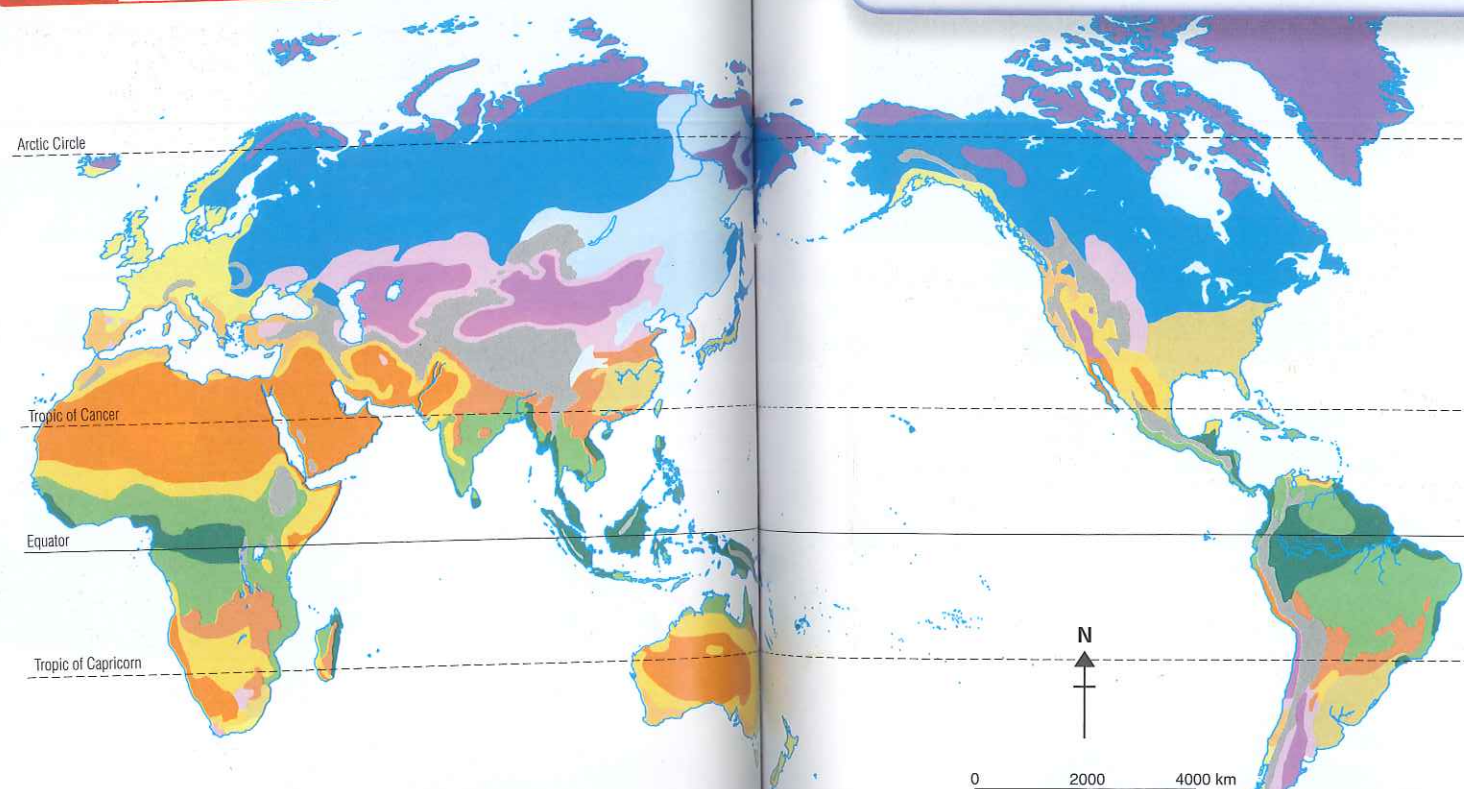 Arctic Circle
Tropic of Cancer
Equator
Tropic of Capricorn
N
0 2000 4000 km